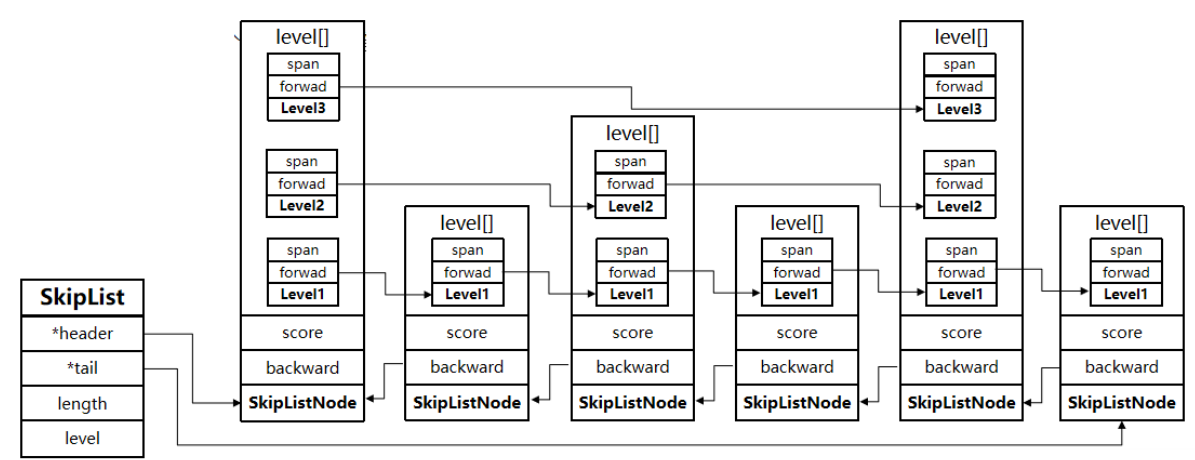 SkipList
*header
*tail
length
level
level[]
span
forwad
Level3
span
forwad
Level2
span
forwad
Level1
score
backward
SkipListNode
level[]
span
forwad
Level1
score
backward
SkipListNode
level[]
span
forwad
Level2
span
forwad
Level1
score
backward
SkipListNode
level[]
span
forwad
Level1
score
backward
SkipListNode
level[]
span
forwad
Level3
span
forwad
Level2
span
forwad
Level1
score
backward
SkipListNode
level[]
span
forwad
Level1
score
backward
SkipListNode